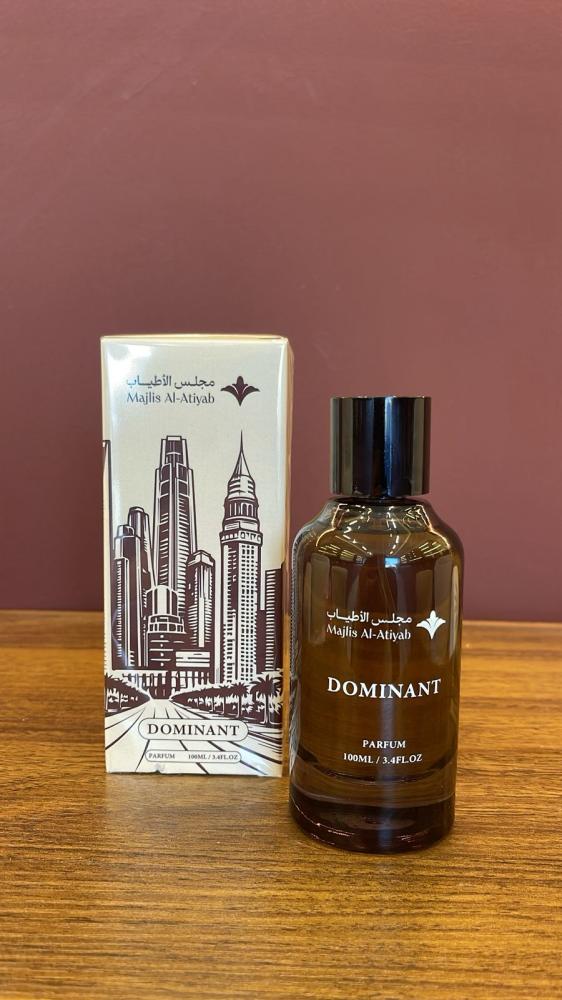 مجلس الأطياب
Majlis Al-Atiyab
DOMINANT
PARFUM 100ML / 3.4FL.OZ
مجلس الأطياب
Majlis Al-Atiyab
DOMINANT
PARFUM
100ML / 3.4FL.OZ